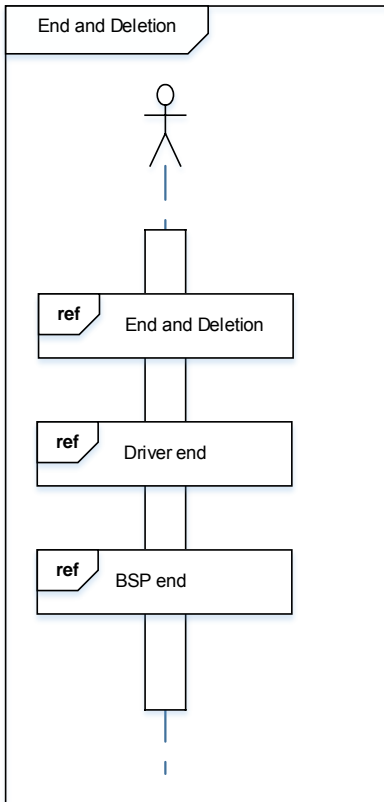 End and Deletion
ref
End and Deletion
ref
Driver end
ref
BSP end